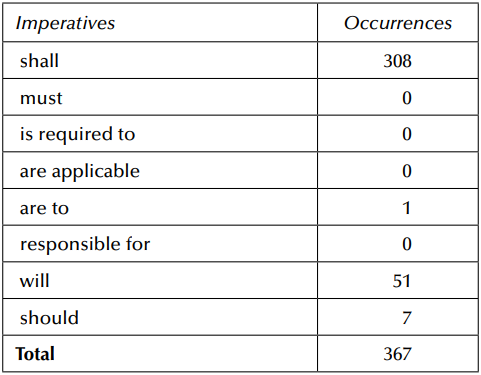 Imperatives Occurrences
shall 308
must 0
is required to 0
are applicable 0
are to 1
responsible for 0
will 51
should 7
Total 367